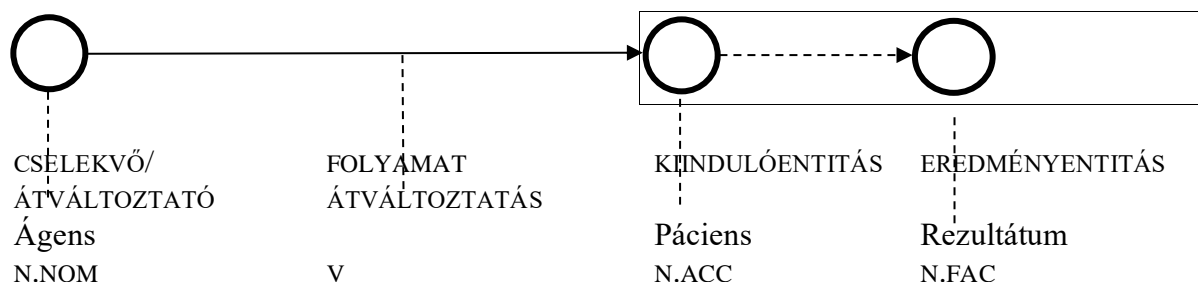 CSELEKVŐ/ FOLYAMAT KIINDULÓENTITÁS EREDMÉNYENTITÁS
ÁTVÁLTOZTATÓ ÁTVÁLTOZTATÁS
Ágens Páciens Rezultátum
N.NOM V N.ACC N.FAC